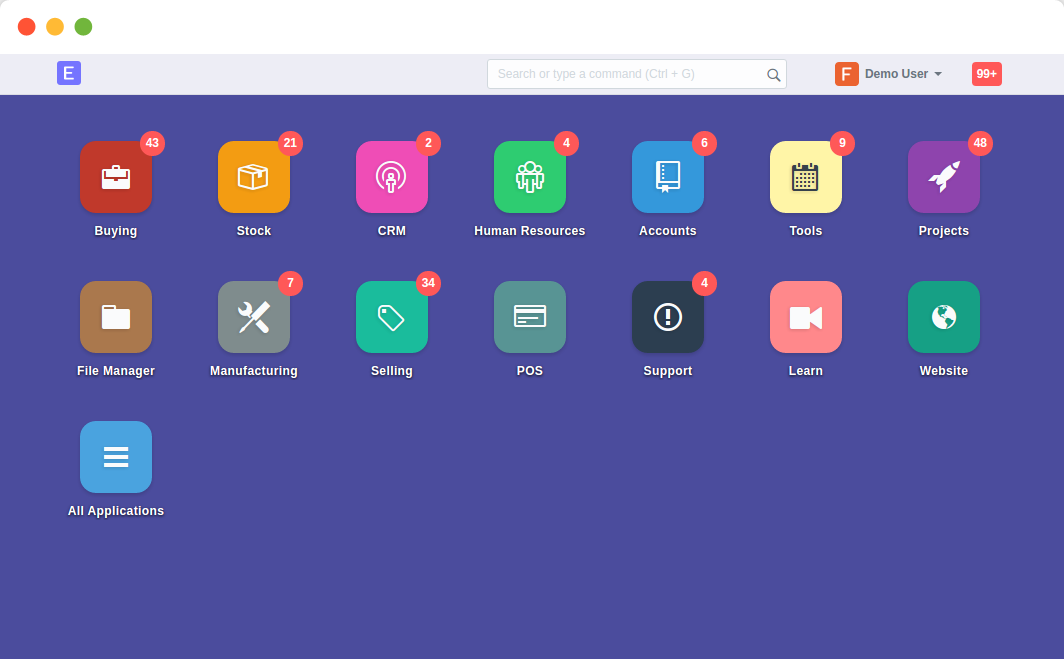 E
Search or type a command (Ctrl + G)
F Demo User 99+
43 21 2 4 6 9 48
Buying Stock CRM Human Resources Accounts Tools Projects
7 34 4
File Manager Manufacturing Selling POS Support Learn Website
All Applications